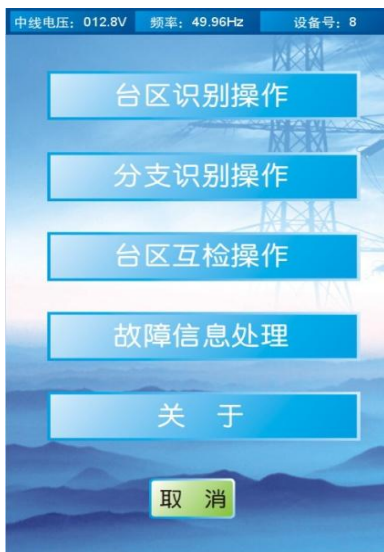 中线电压：012.8V 频率：49.96Hz 设备号：8
台区识别操作
分支识别操作
台区互检操作
故障信息处理
关 于
取 消